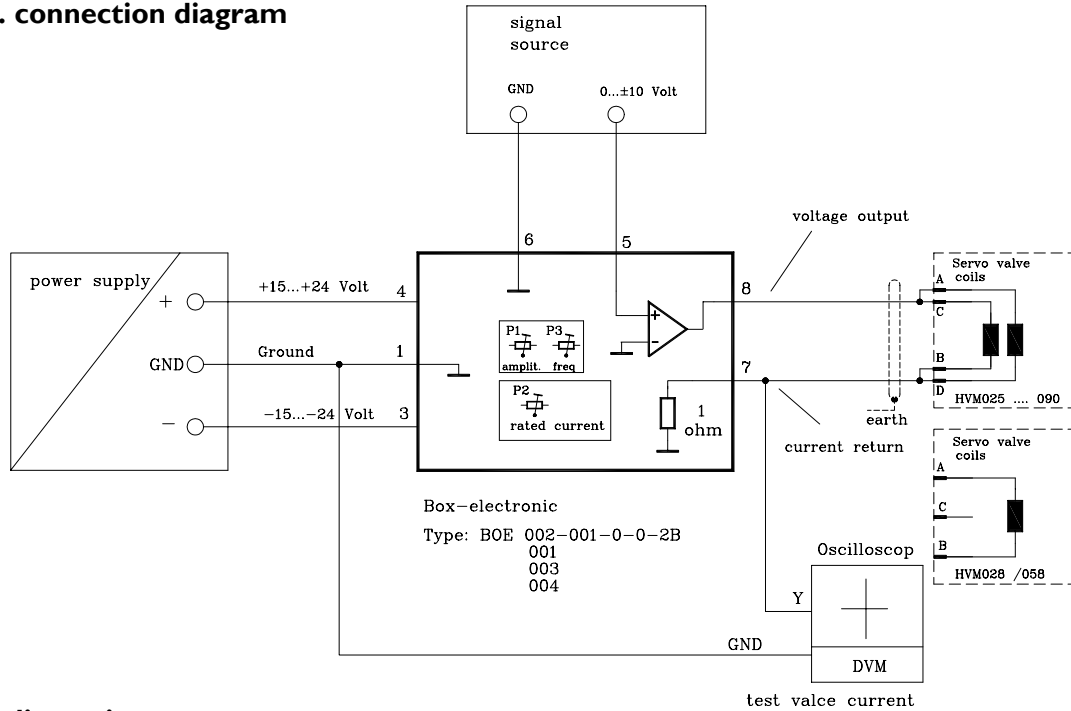 . connection diagram
signal
source
GND
0...±10 Volt
6
5
voltage output
power supply
+
+15...+24 Volt
4
GND
Ground
1
−
−15...−24 Volt
3
P1
P3
amplit.
freq
P2
rated current
+
−
1
ohm
8
7
current return
earth
Servo valve
coils
A
C
B
D
HVM025 .... 090
Servo valve
coils
A
C
B
HVM028 /058
Box−electronic
Type: BOE 002−001−0−0−2B
001
003
004
Oscilloscop
Y
GND
DVM
test valce current